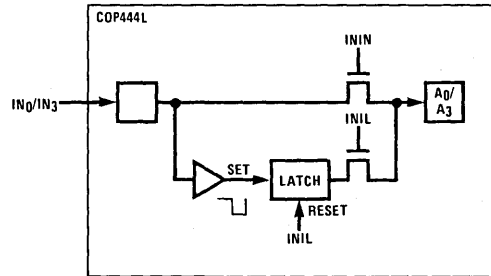 COP444L
ININ
IN0/IN3
A0/
A3
INIL
SET
LATCH
RESET
INIL